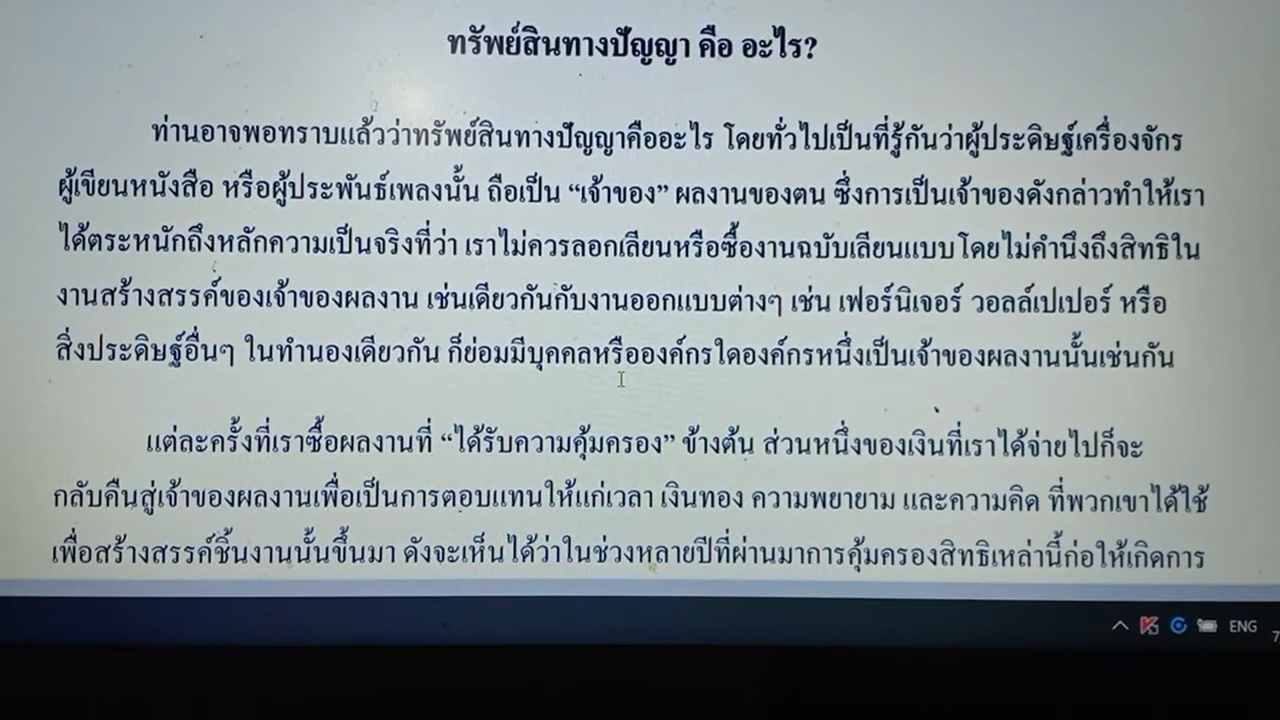 ทรัพย์สินทางปัญญา คือ อะไร?
ท่านอาจพอทราบแล้วว่าทรัพย์สินทางปัญญาคืออะไร โดยทั่วไปเป็นที่รู้กันว่าผู้ประดิษฐ์เครื่องจักร
ผู้เขียนหนังสือ หรือผู้ประพันธ์เพลงนั้น ถือเป็น “เจ้าของ” ผลงานของตน ซึ่งการเป็นเจ้าของดังกล่าวทำให้เรา
ได้ตระหนักถึงหลักความเป็นจริงที่ว่า เราไม่ควรลอกเลียนหรือซื้องานฉบับเลียนแบบโดยไม่คำนึงถึงสิทธิใน
งานสร้างสรรค์ของเจ้าของผลงาน เช่นเดียวกันกับงานออกแบบต่างๆ เช่น เฟอร์นิเจอร์ วอลล์เปเปอร์ หรือ
สิ่งประดิษฐ์อื่นๆ ในทำนองเดียวกัน ก็ย่อมมีบุคคลหรือองค์กรใดองค์กรหนึ่งเป็นเจ้าของผลงานนั้นเช่นกัน
แต่ละครั้งที่เราซื้อผลงานที่ “ได้รับความคุ้มครอง” ข้างต้น ส่วนหนึ่งของเงินที่เราได้จ่ายไปก็จะ
กลับคืนสู่เจ้าของผลงานเพื่อเป็นการตอบแทนให้แก่เวลา เงินทอง ความพยายาม และความคิด ที่พวกเขาได้ใช้
เพื่อสร้างสรรค์ชิ้นงานนั้นขึ้นมา ดังจะเห็นได้ว่าในช่วงหลายปีที่ผ่านมาการคุ้มครองสิทธิเหล่านี้ก่อให้เกิดการ
ENG